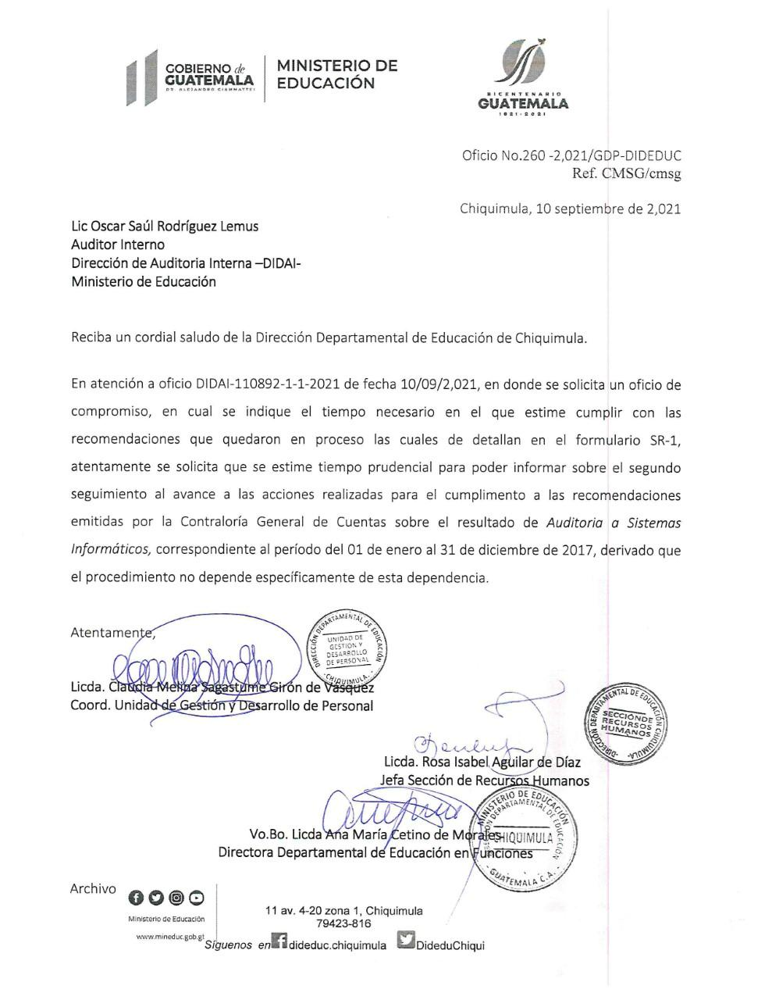 GOBIERNO de
GUATEMALA
DR. ALEJANDRO GIAMMATTEI
MINISTERIO DE
EDUCACIÓN
BICENTENARIO
GUATEMALA
1821-2021
Oficio No.260 -2,021/GDP-DIDEDUC
Ref. CMSG/cmsg
Chiquimula, 10 septiembre de 2,021
Lic Oscar Saúl Rodríguez Lemus
Auditor Interno
Dirección de Auditoria Interna –DIDAI-
Ministerio de Educación
Reciba un cordial saludo de la Dirección Departamental de Educación de Chiquimula.
En atención a oficio DIDAI-110892-1-1-2021 de fecha 10/09/2,021, en donde se solicita un oficio de
compromiso, en cual se indique el tiempo necesario en el que estime cumplir con las
recomendaciones que quedaron en proceso las cuales de detallan en el formulario SR-1,
atentamente se solicita que se estime tiempo prudencial para poder informar sobre el segundo
seguimiento al avance a las acciones realizadas para el cumplimento a las recomendaciones
emitidas por la Contraloría General de Cuentas sobre el resultado de Auditoria a Sistemas
Informáticos, correspondiente al período del 01 de enero al 31 de diciembre de 2017, derivado que
el procedimiento no depende específicamente de esta dependencia.
Atentamente,
DIRECCIÓN DEPARTAMENTAL DE EDUCACIÓN
UNIDAD DE
GESTIÓN Y
DESARROLLO
DE PERSONAL
-CHIQUIMULA.-
Licda. Claudia Melina Sagastume Girón de Vásquez
Coord. Unidad de Gestión y Desarrollo de Personal
DIRECCIÓN DEPARTAMENTAL DE EDUCACIÓN CHIQUIMULA
SECCIÓN DE
RECURSOS
HUMANOS
Licda. Rosa Isabel Aguilar de Díaz
Jefa Sección de Recursos Humanos
MINISTERIO DE EDUCACIÓN
DIRECCIÓN DEPARTAMENTAL DE EDUCACIÓN
CHIQUIMULA
- GUATEMALA C.A. -
Vo.Bo. Licda Ana María Cetino de Morales
Directora Departamental de Educación en Funciones
Archivo
Ministerio de Educación
www.mineduc.gob.gt
11 av. 4-20 zona 1, Chiquimula
79423-816
Síguenos en dideduc.chiquimula DideduChiqui